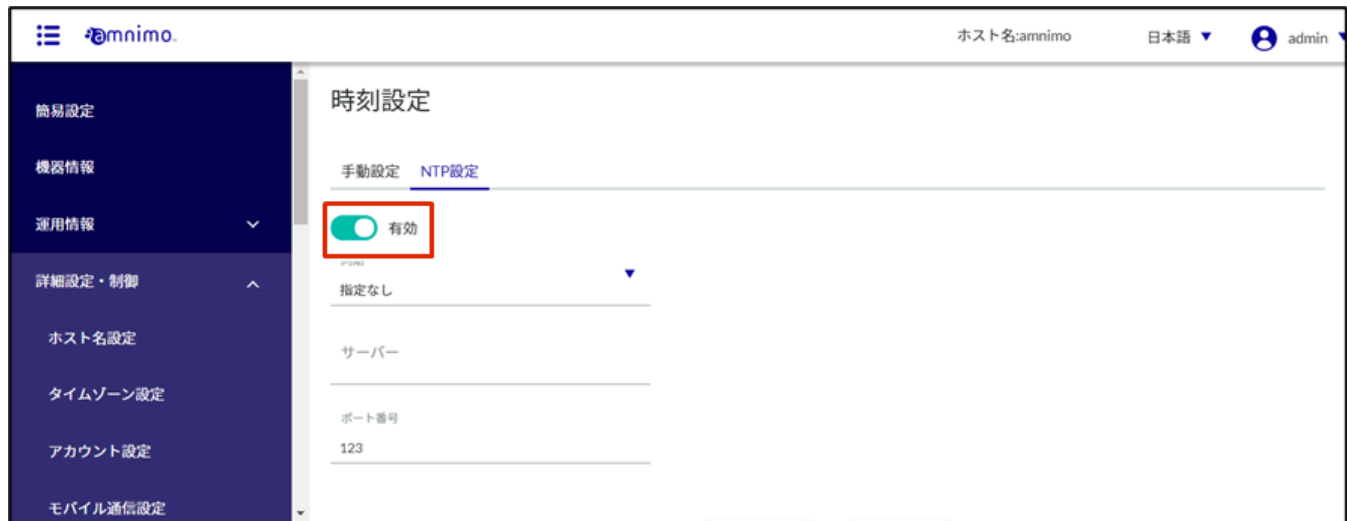 amnimo.
ホスト名:amnimo
日本語
admin
簡易設定
機器情報
運用情報
詳細設定・制御
ホスト名設定
タイムゾーン設定
アカウント設定
モバイル通信設定
時刻設定
手動設定 NTP設定
有効
指定なし
サーバー
ポート番号
123